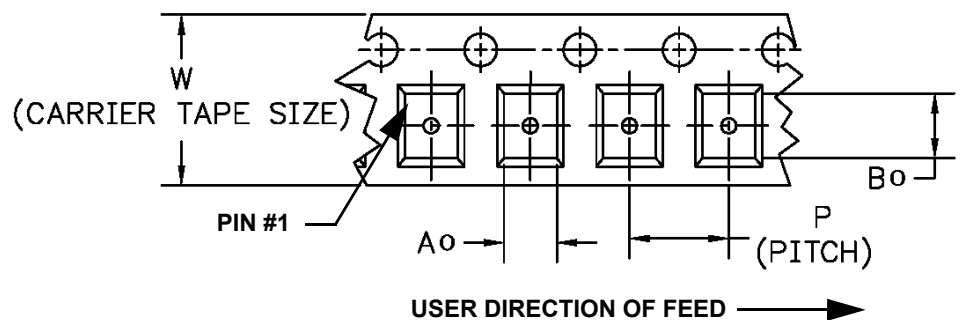 W
(CARRIER TAPE SIZE)
Bo
PIN #1
Ao
P
(PITCH)
USER DIRECTION OF FEED